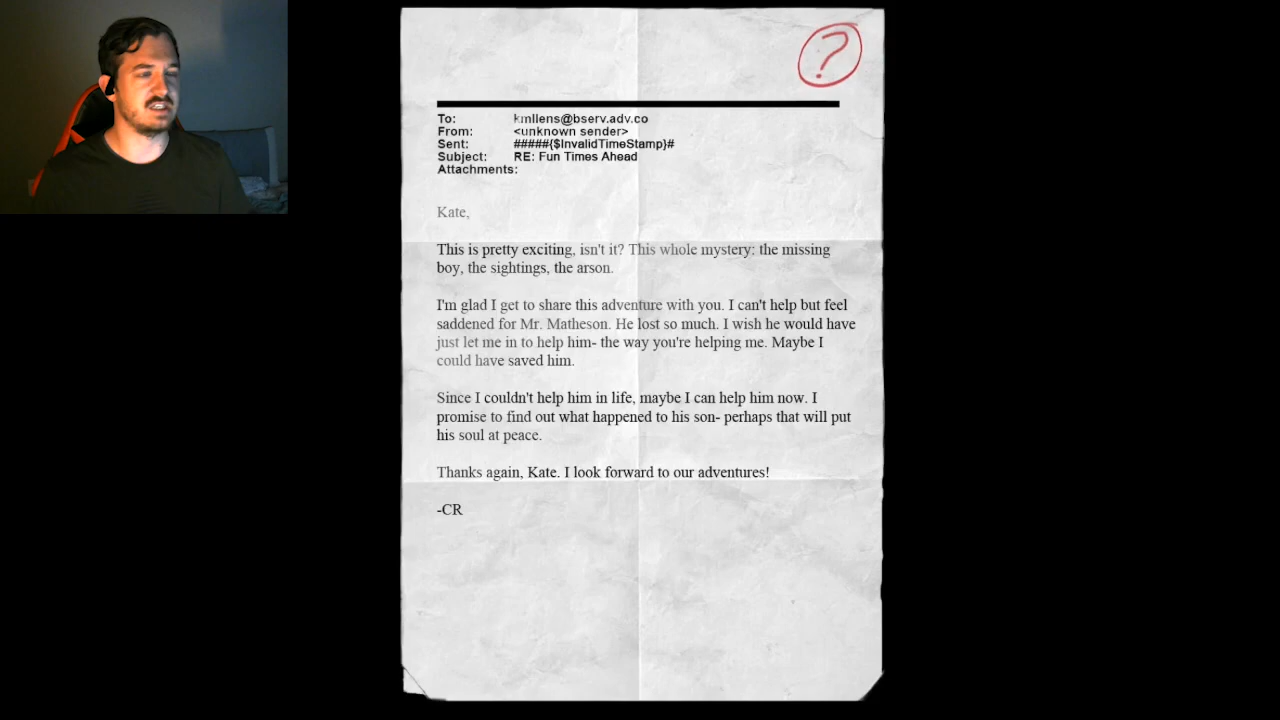 ?
To: kmllens@bserv.adv.co
From: <unknown sender>
Sent: #####{$InvalidTimeStamp}#
Subject: RE: Fun Times Ahead
Attachments:
Kate,
This is pretty exciting, isn't it? This whole mystery: the missing
boy, the sightings, the arson.
I'm glad I get to share this adventure with you. I can't help but feel
saddened for Mr. Matheson. He lost so much. I wish he would have
just let me in to help him- the way you're helping me. Maybe I
could have saved him.
Since I couldn't help him in life, maybe I can help him now. I
promise to find out what happened to his son- perhaps that will put
his soul at peace.
Thanks again, Kate. I look forward to our adventures!
-CR